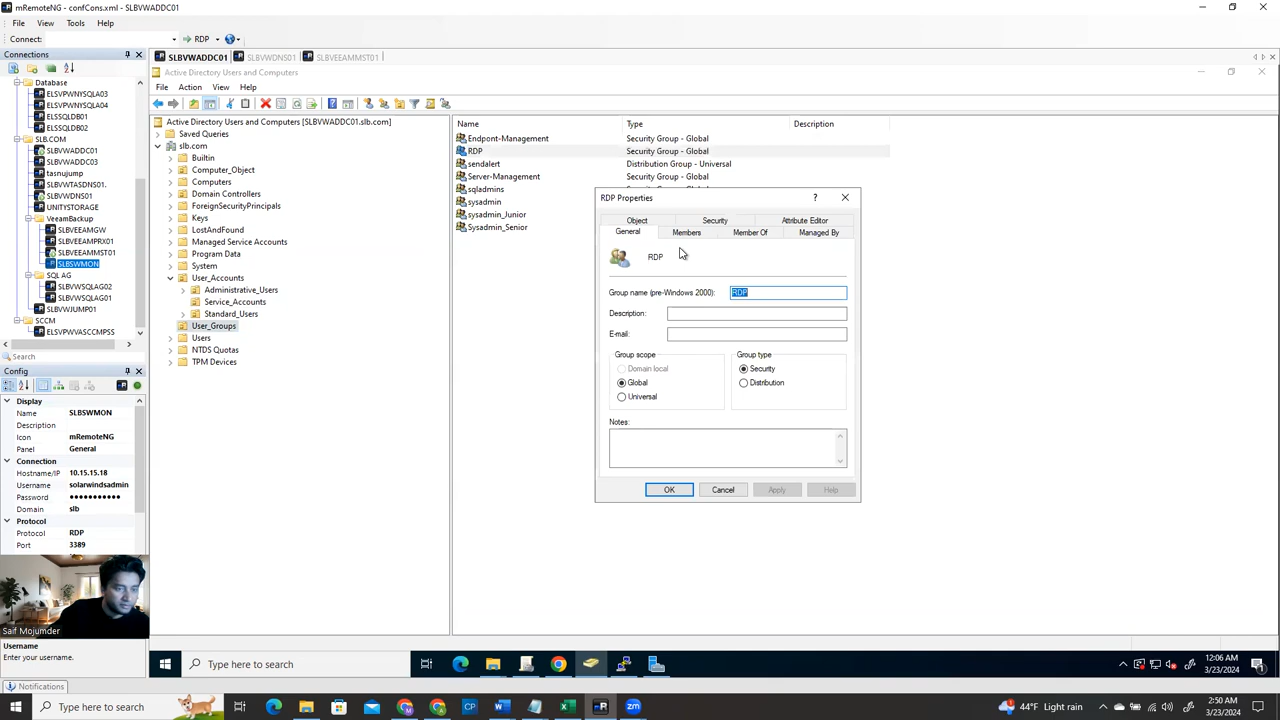 mRemoteNG - confCons.xml - SLBVWADDC01
File View Tools Help
Connect: RDP
Connections
Database
ELSVPWNYSQLA03
ELSVPWNYSQLA04
ELSSQLDB01
ELSSQLDB02
SLB.COM
SLBVWADDC01
SLBVWADDC03
tasnujump
SLBVWTASDNS01.
SLBVWDNS01
UNITYSTORAGE
VeeamBackup
SLBVEEAMGW
SLBVEEAMPRX01
SLBVEEAMMST01
SLBSWMON
SQL AG
SLBVWSQLAG02
SLBVWSQLAG01
SLBVWJUMP01
SCCM
ELSVPWVASCCMPSS
Search
Config
Display
Name SLBSWMON
Description
Icon mRemoteNG
Panel General
Connection
Hostname/IP 10.15.15.18
Username solarwindsadmin
Password ●●●●●●●●●●●
Domain slb
Protocol
Protocol RDP
Port 3389
Saif Mojumder
Username
Enter your username.
Notifications
SLBVWADDC01 SLBVWDNS01 SLBVEEAMMST01
Active Directory Users and Computers
File Action View Help
Active Directory Users and Computers [SLBVWADDC01.slb.com]
Saved Queries
slb.com
Builtin
Computer_Object
Computers
Domain Controllers
ForeignSecurityPrincipals
Keys
LostAndFound
Managed Service Accounts
Program Data
System
User_Accounts
Administrative_Users
Service_Accounts
Standard_Users
User_Groups
Users
NTDS Quotas
TPM Devices
Name Type Description
Endpont-Management Security Group - Global
RDP Security Group - Global
sendalert Distribution Group - Universal
Server-Management Security Group - Global
sqladmins
sysadmin
sysadmin_Junior
Sysadmin_Senior
RDP Properties ?
Object Security Attribute Editor
General Members Member Of Managed By
RDP
Group name (pre-Windows 2000): RDP
Description:
E-mail:
Group scope
Domain local
Global
Universal
Group type
Security
Distribution
Notes:
OK Cancel Apply Help
Type here to search
12:06 AM
3/23/2024
Type here to search
44°F Light rain
2:50 AM
3/23/2024